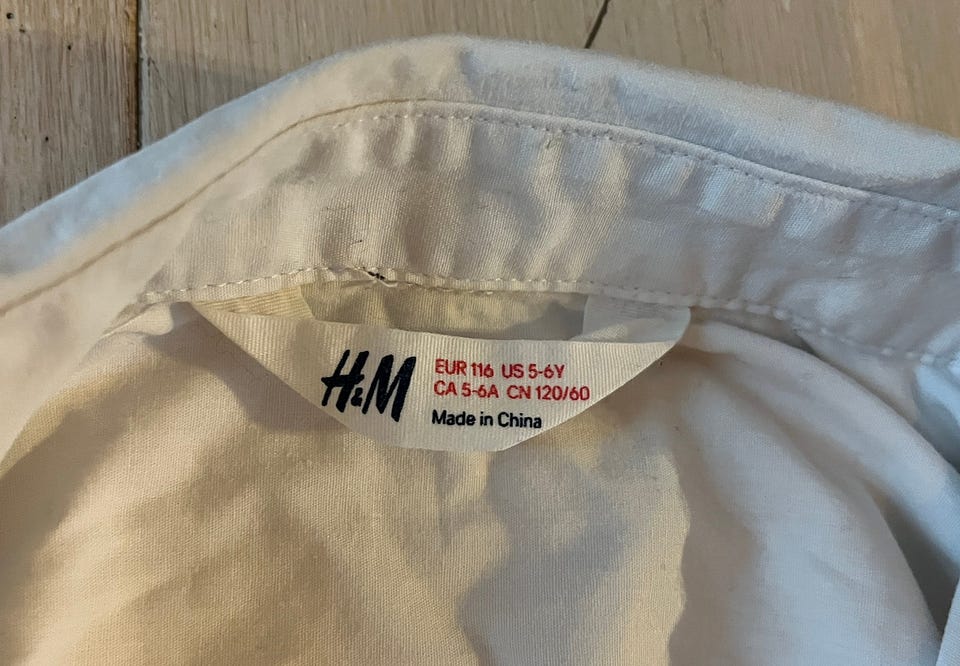 H&M
EUR 116 US 5-6Y
CA 5-6A CN 120/60
Made in China